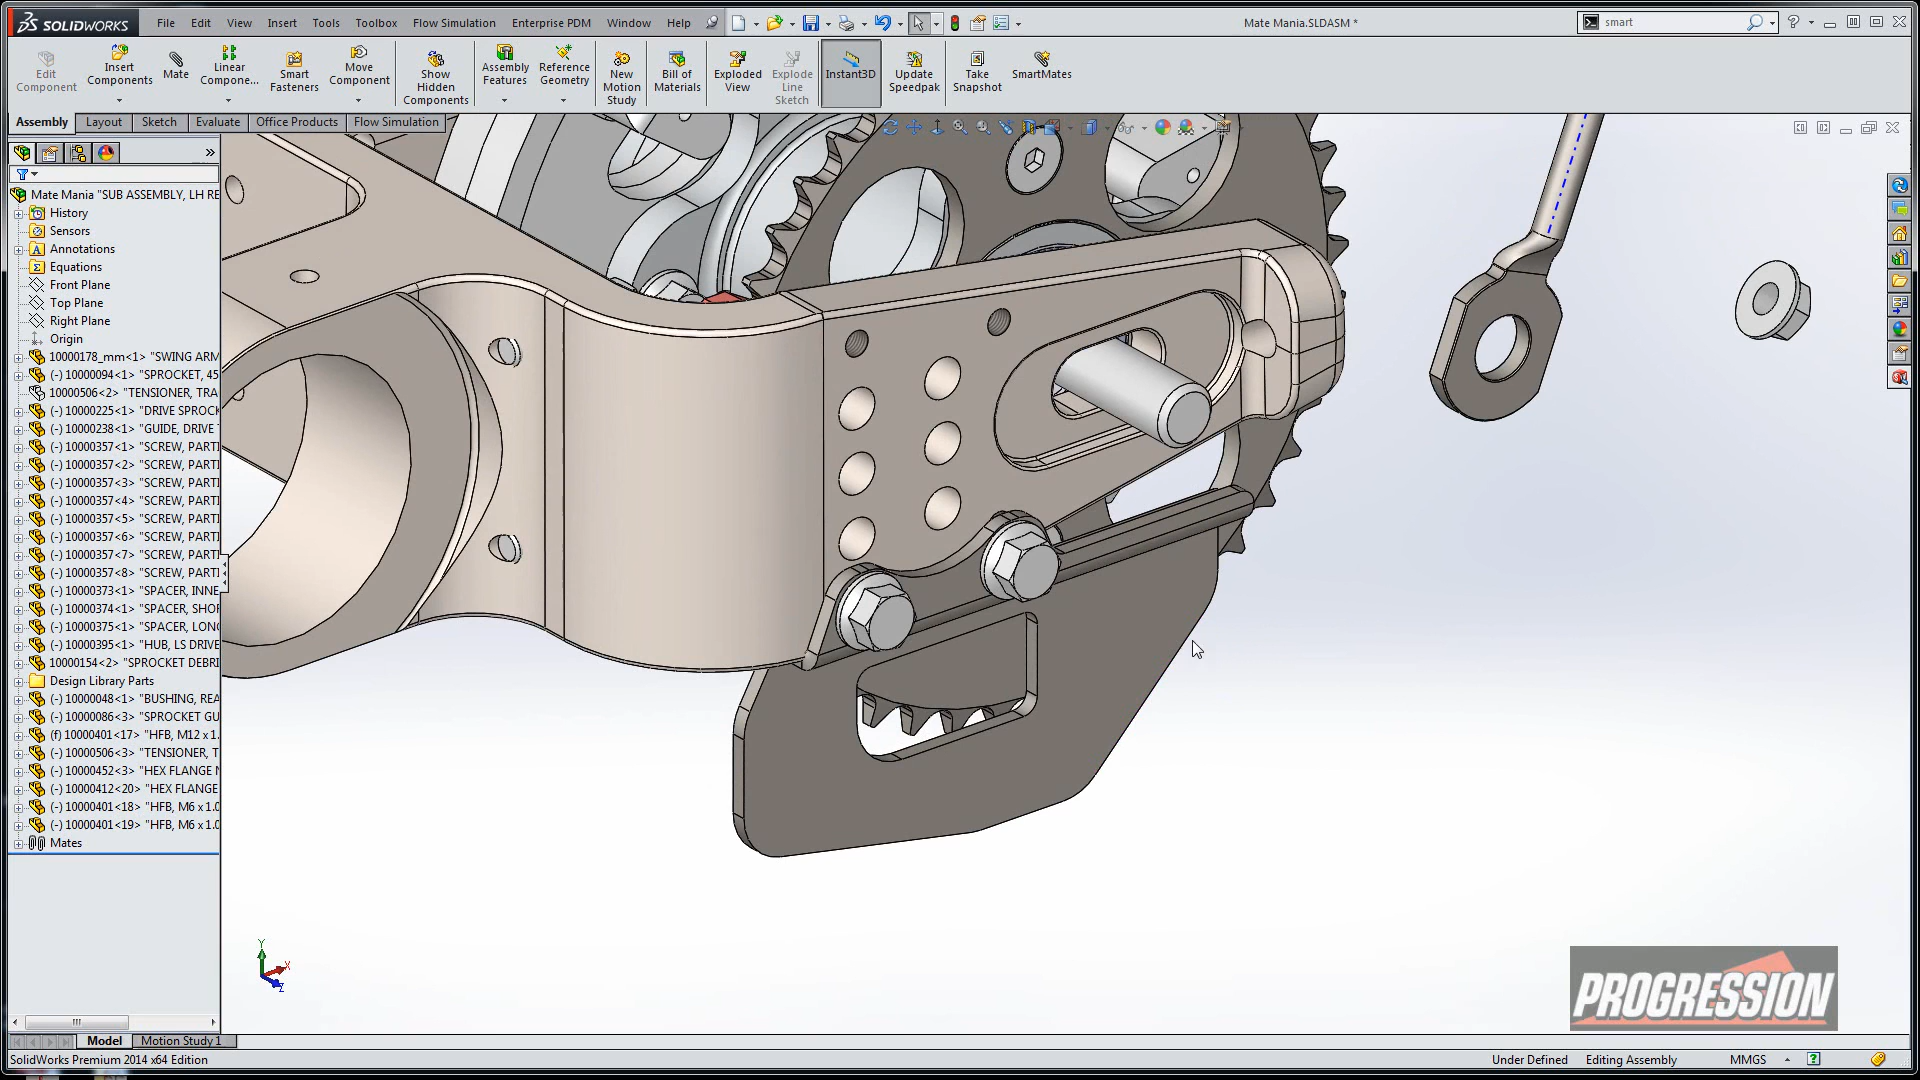 SOLIDWORKS File Edit View Insert Tools Toolbox Flow Simulation Enterprise PDM Window Help Mate Mania.SLDASM * smart
Edit Component
Insert Components
Mate
Linear Compone...
Smart Fasteners
Move Component
Show Hidden Components
Assembly Features
Reference Geometry
New Motion Study
Bill of Materials
Exploded View
Explode Line Sketch
Instant3D
Update Speedpak
Take Snapshot
SmartMates
Assembly Layout Sketch Evaluate Office Products Flow Simulation
Mate Mania "SUB ASSEMBLY, LH RE
History
Sensors
Annotations
Equations
Front Plane
Top Plane
Right Plane
Origin
10000178_mm<1> "SWING ARM
(-) 10000094<1> "SPROCKET, 45
10000506<2> "TENSIONER, TRA
(-) 10000225<1> "DRIVE SPROCK
(-) 10000238<1> "GUIDE, DRIVE
(-) 10000357<1> "SCREW, PARTI
(-) 10000357<2> "SCREW, PARTI
(-) 10000357<3> "SCREW, PARTI
(-) 10000357<4> "SCREW, PARTI
(-) 10000357<5> "SCREW, PARTI
(-) 10000357<6> "SCREW, PARTI
(-) 10000357<7> "SCREW, PARTI
(-) 10000357<8> "SCREW, PARTI
(-) 10000373<1> "SPACER, INNE
(-) 10000374<1> "SPACER, SHOR
(-) 10000375<1> "SPACER, LONG
(-) 10000395<1> "HUB, LS DRIVE
10000154<2> "SPROCKET DEBRI
Design Library Parts
(-) 10000048<1> "BUSHING, REA
(-) 10000086<3> "SPROCKET GU
(f) 10000401<17> "HFB, M12 x 1.
(-) 10000506<3> "TENSIONER, T
(-) 10000452<3> "HEX FLANGE N
(-) 10000412<20> "HEX FLANGE
(-) 10000401<18> "HFB, M6 x 1.0
(-) 10000401<19> "HFB, M6 x 1.0
Mates
Y
X
Z
PROGRESSION
Model Motion Study 1
SolidWorks Premium 2014 x64 Edition Under Defined Editing Assembly MMGS